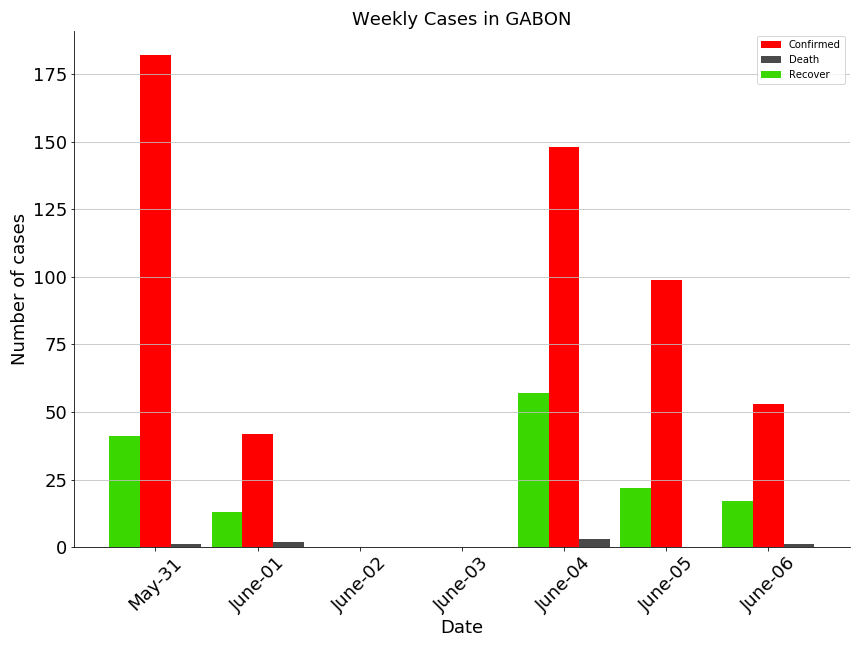 Weekly Cases in GABON
Confirmed
Death
Recover
Number of cases
175
150
125
100
75
50
25
0
May-31
June-01
June-02
June-03
June-04
June-05
June-06
Date